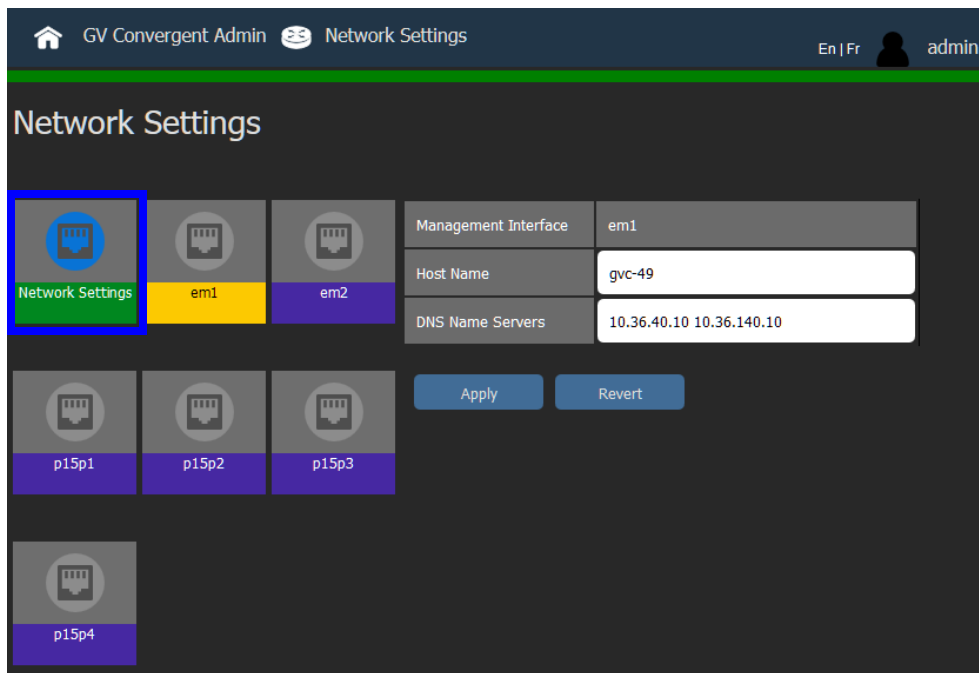 GV Convergent Admin Network Settings
En | Fr admin
Network Settings
Network Settings em1 em2
Management Interface em1
Host Name gvc-49
DNS Name Servers 10.36.40.10 10.36.140.10
Apply Revert
p15p1 p15p2 p15p3
p15p4